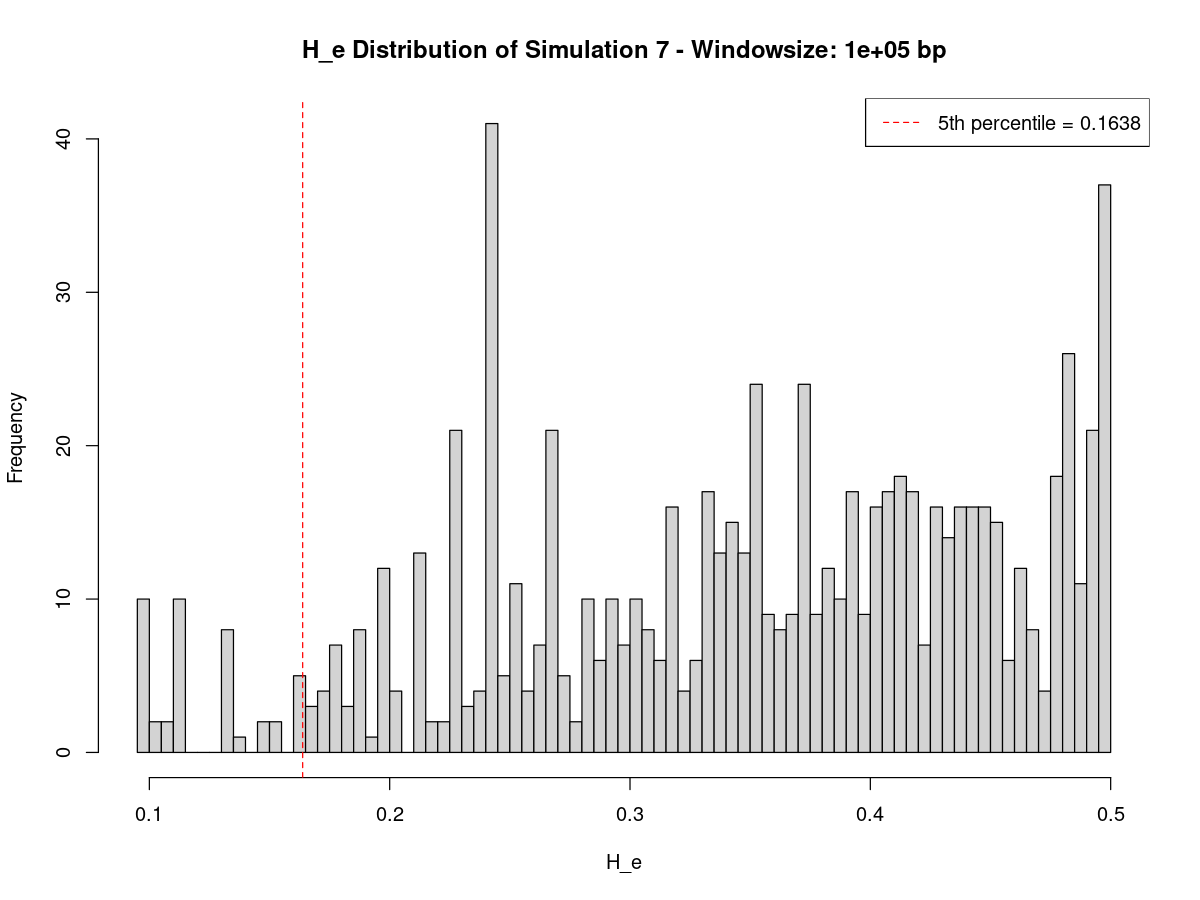 H_e Distribution of Simulation 7 - Windowsize: 1e+05 bp
5th percentile = 0.1638
Frequency
40
30
20
10
0
0.1 0.2 0.3 0.4 0.5
H_e